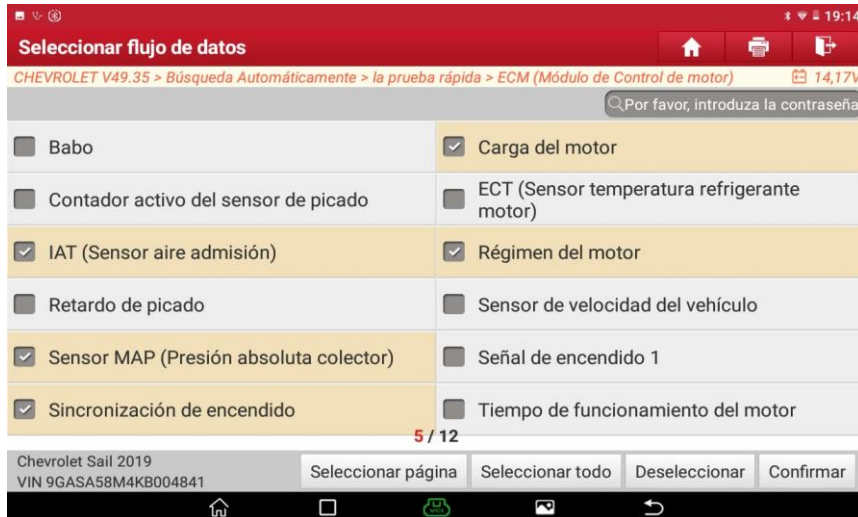 19:14
Seleccionar flujo de datos
CHEVROLET V49.35 > Búsqueda Automáticamente > la prueba rápida > ECM (Módulo de Control de motor) 14,17V
Por favor, introduza la contraseña
Babo
Carga del motor
Contador activo del sensor de picado
ECT (Sensor temperatura refrigerante
motor)
IAT (Sensor aire admisión)
Régimen del motor
Retardo de picado
Sensor de velocidad del vehículo
Sensor MAP (Presión absoluta colector)
Señal de encendido 1
Sincronización de encendido
Tiempo de funcionamiento del motor
5 / 12
Chevrolet Sail 2019
VIN 9GASA58M4KB004841
Seleccionar página
Seleccionar todo
Deseleccionar
Confirmar
VCI